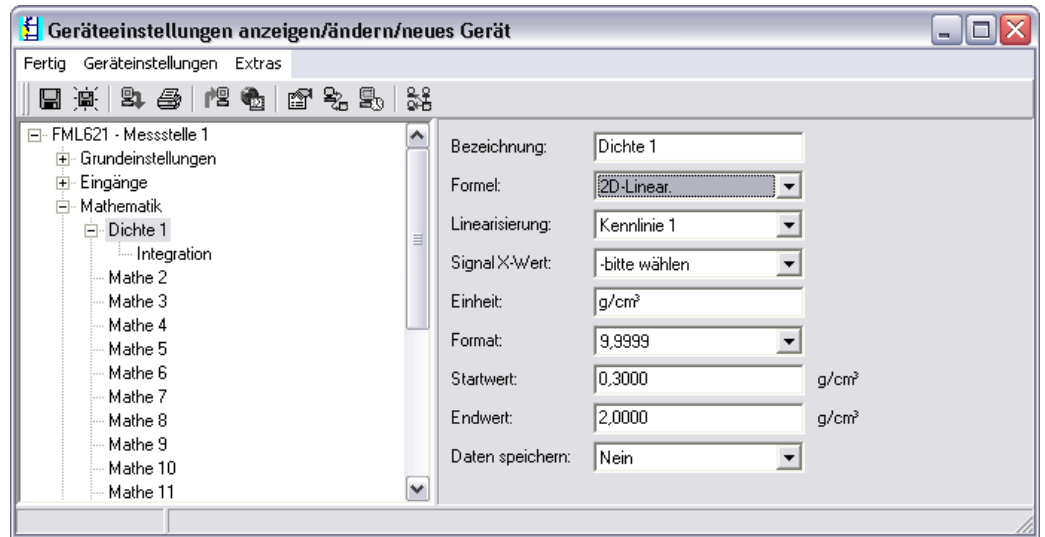 Geräteeinstellungen anzeigen/ändern/neues Gerät
Fertig Geräteinstellungen Extras
FML621 - Messstelle 1
Grundeinstellungen
Eingänge
Mathematik
Dichte 1
Integration
Mathe 2
Mathe 3
Mathe 4
Mathe 5
Mathe 6
Mathe 7
Mathe 8
Mathe 9
Mathe 10
Mathe 11
Bezeichnung: Dichte 1
Formel: 2D-Linear.
Linearisierung: Kennlinie 1
Signal X-Wert: -bitte wählen
Einheit: g/cm³
Format: 9,9999
Startwert: 0,3000 g/cm³
Endwert: 2,0000 g/cm³
Daten speichern: Nein